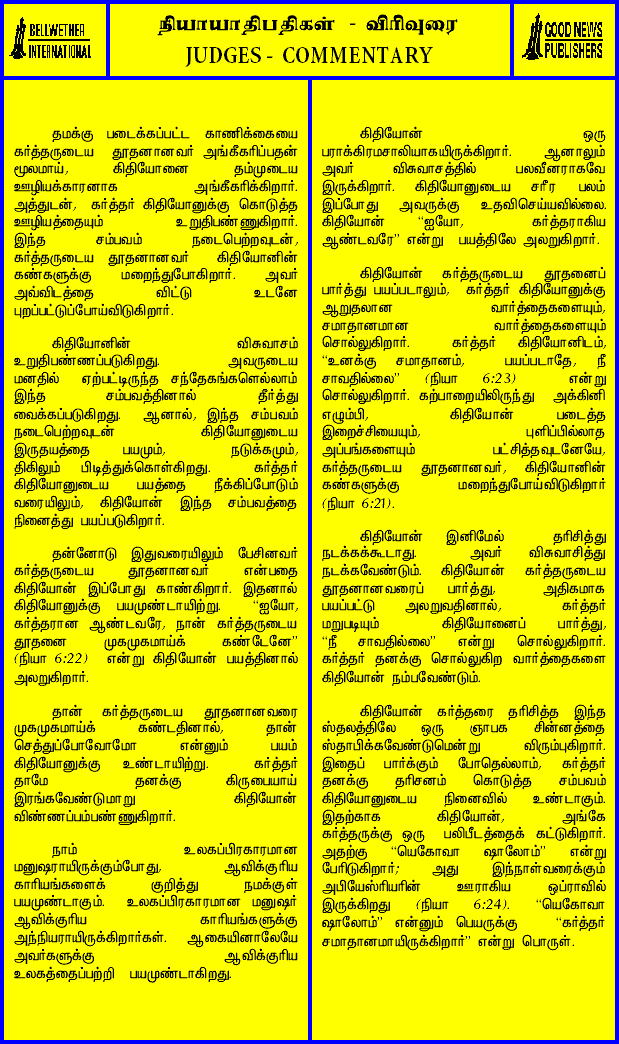 BELLWETHER
INTERNATIONAL
நியாயாதிபதிகள் - விரிவுரை
JUDGES - COMMENTARY
GOOD NEWS
PUBLISHERS
தமக்கு படைக்கப்பட்ட காணிக்கையை
கர்த்தருடைய தூதனானவர் அங்கீகரிப்பதன்
மூலமாய், கிதியோனை தம்முடைய
ஊழியக்காரனாக அங்கீகரிக்கிறார்.
அத்துடன், கர்த்தர் கிதியோனுக்கு கொடுத்த
ஊழியத்தையும் உறுதிபண்ணுகிறார்.
இந்த சம்பவம் நடைபெற்றவுடன்,
கர்த்தருடைய தூதனானவர் கிதியோனின்
கண்களுக்கு மறைந்துபோகிறார். அவர்
அவ்விடத்தை விட்டு உடனே
புறப்பட்டுப்போய்விடுகிறார்.
கிதியோனின் விசுவாசம்
உறுதிபண்ணப்படுகிறது. அவருடைய
மனதில் ஏற்பட்டிருந்த சந்தேகங்களெல்லாம்
இந்த சம்பவத்தினால் தீர்த்து
வைக்கப்படுகிறது. ஆனால், இந்த சம்பவம்
நடைபெற்றவுடன் கிதியோனுடைய
இருதயத்தை பயமும், நடுக்கமும்,
திகிலும் பிடித்துக்கொள்கிறது. கர்த்தர்
கிதியோனுடைய பயத்தை நீக்கிப்போடும்
வரையிலும், கிதியோன் இந்த சம்பவத்தை
நினைத்து பயப்படுகிறார்.
தன்னோடு இதுவரையிலும் பேசினவர்
கர்த்தருடைய தூதனானவர் என்பதை
கிதியோன் இப்போது காண்கிறார். இதனால்
கிதியோனுக்கு பயமுண்டாயிற்று. “ஐயோ,
கர்த்தரான ஆண்டவரே, நான் கர்த்தருடைய
தூதனை முகமுகமாய்க் கண்டேனே”
(நியா 6:22) என்று கிதியோன் பயத்தினால்
அலறுகிறார்.
தான் கர்த்தருடைய தூதனானவரை
முகமுகமாய்க் கண்டதினால், தான்
செத்துப்போவோமோ என்னும் பயம்
கிதியோனுக்கு உண்டாயிற்று. கர்த்தர்
தாமே தனக்கு கிருபையாய்
இரங்கவேண்டுமாறு கிதியோன்
விண்ணப்பம்பண்ணுகிறார்.
நாம் உலகப்பிரகாரமான
மனுஷராயிருக்கும்போது, ஆவிக்குரிய
காரியங்களைக் குறித்து நமக்குள்
பயமுண்டாகும். உலகப்பிரகாரமான மனுஷர்
ஆவிக்குரிய காரியங்களுக்கு
அந்நியராயிருக்கிறார்கள். ஆகையினாலேயே
அவர்களுக்கு ஆவிக்குரிய
உலகத்தைப்பற்றி பயமுண்டாகிறது.
கிதியோன் ஒரு
பராக்கிரமசாலியாகயிருக்கிறார். ஆனாலும்
அவர் விசுவாசத்தில் பலவீனராகவே
இருக்கிறார். கிதியோனுடைய சரீர பலம்
இப்போது அவருக்கு உதவிசெய்யவில்லை.
கிதியோன் “ஐயோ, கர்த்தராகிய
ஆண்டவரே” என்று பயத்திலே அலறுகிறார்.
கிதியோன் கர்த்தருடைய தூதனைப்
பார்த்து பயப்படாலும், கர்த்தர் கிதியோனுக்கு
ஆறுதலான வார்த்தைகளையும்,
சமாதானமான வார்த்தைகளையும்
சொல்லுகிறார். கர்த்தர் கிதியோனிடம்,
“உனக்கு சமாதானம், பயப்படாதே, நீ
சாவதில்லை” (நியா 6:23) என்று
சொல்லுகிறார். கற்பாறையிலிருந்து அக்கினி
எழும்பி, கிதியோன் படைத்த
இறைச்சியையும், புளிப்பில்லாத
அப்பங்களையும் பட்சித்தவுடனேயே,
கர்த்தருடைய தூதனானவர், கிதியோனின்
கண்களுக்கு மறைந்துபோய்விடுகிறார்
(நியா 6:21).
கிதியோன் இனிமேல் தரிசித்து
நடக்கக்கூடாது. அவர் விசுவாசித்து
நடக்கவேண்டும். கிதியோன் கர்த்தருடைய
தூதனானவரைப் பார்த்து, அதிகமாக
பயப்பட்டு அலறுவதினால், கர்த்தர்
மறுபடியும் கிதியோனைப் பார்த்து,
“நீ சாவதில்லை” என்று சொல்லுகிறார்.
கர்த்தர் தனக்கு சொல்லுகிற வார்த்தைகளை
கிதியோன் நம்பவேண்டும்.
கிதியோன் கர்த்தரை தரிசித்த இந்த
ஸ்தலத்திலே ஒரு ஞாபக சின்னத்தை
ஸ்தாபிக்கவேண்டுமென்று விரும்புகிறார்.
இதைப் பார்க்கும் போதெல்லாம், கர்த்தர்
தனக்கு தரிசனம் கொடுத்த சம்பவம்
கிதியோனுடைய நினைவில் உண்டாகும்.
இதற்காக கிதியோன், அங்கே
கர்த்தருக்கு ஒரு பலிபீடத்தைக் கட்டுகிறார்.
அதற்கு “யெகோவா ஷாலோம்” என்று
பேரிடுகிறார்; அது இந்நாள்வரைக்கும்
அபியேஸ்ரியரின் ஊராகிய ஒப்ராவில்
இருக்கிறது (நியா 6:24). “யெகோவா
ஷாலோம்” என்னும் பெயருக்கு “கர்த்தர்
சமாதானமாயிருக்கிறார்” என்று பொருள்.